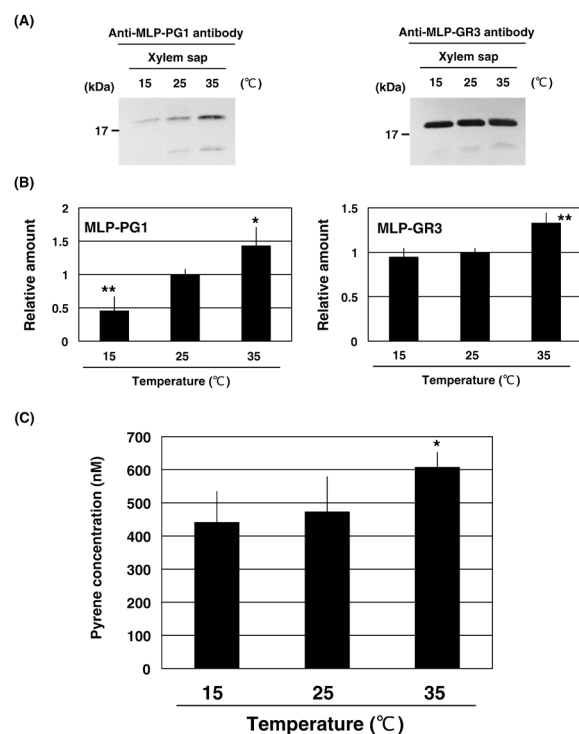 (A)
Anti-MLP-PG1 antibody
Xylem sap
(kDa) 15 25 35 (℃)
17
Anti-MLP-GR3 antibody
Xylem sap
(kDa) 15 25 35 (℃)
17
(B)
MLP-PG1
Relative amount
2
1.5
1
0.5
0
**
*
15 25 35
Temperature (℃)
MLP-GR3
Relative amount
1.5
1
0.5
0
**
15 25 35
Temperature (℃)
(C)
Pyrene concentration (nM)
700
600
500
400
300
200
100
0
*
15 25 35
Temperature (℃)